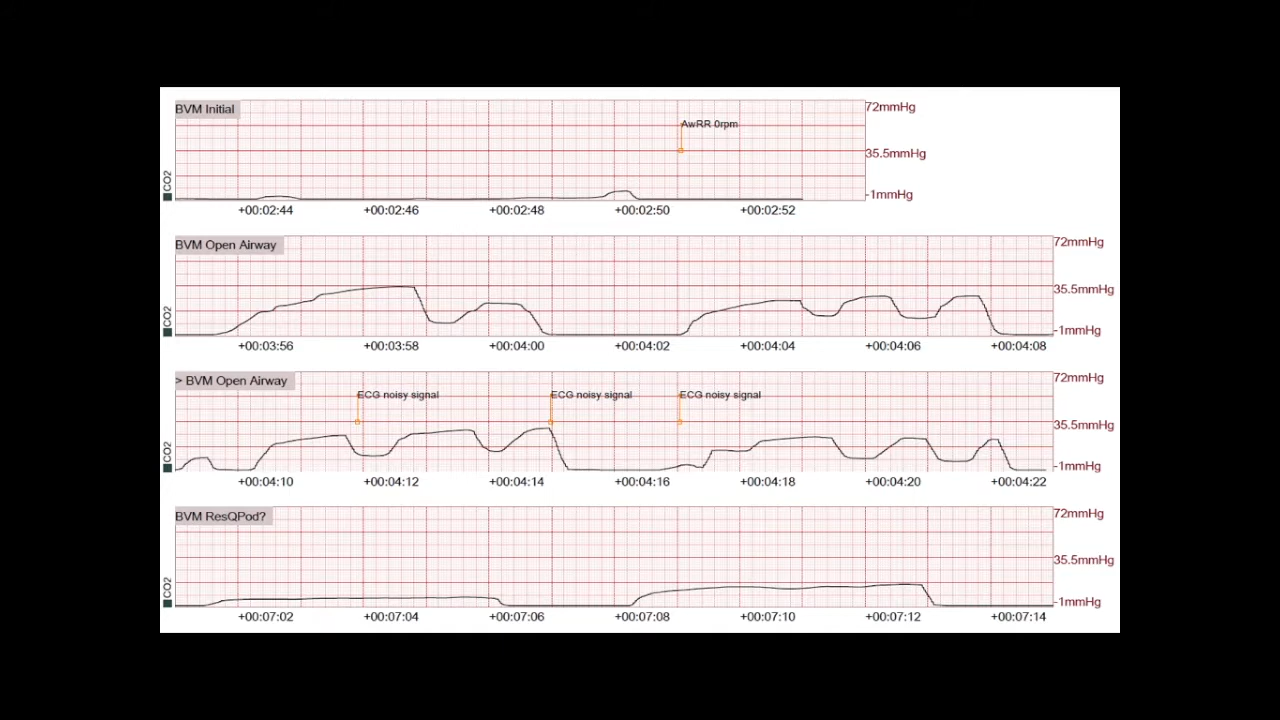 BVM Initial
72mmHg
AwRR 0rpm
35.5mmHg
CO2
-1mmHg
+00:02:44 +00:02:46 +00:02:48 +00:02:50 +00:02:52
BVM Open Airway
72mmHg
35.5mmHg
CO2
-1mmHg
+00:03:56 +00:03:58 +00:04:00 +00:04:02 +00:04:04 +00:04:06 +00:04:08
> BVM Open Airway
72mmHg
ECG noisy signal ECG noisy signal ECG noisy signal
35.5mmHg
CO2
-1mmHg
+00:04:10 +00:04:12 +00:04:14 +00:04:16 +00:04:18 +00:04:20 +00:04:22
BVM ResQPod?
72mmHg
35.5mmHg
CO2
-1mmHg
+00:07:02 +00:07:04 +00:07:06 +00:07:08 +00:07:10 +00:07:12 +00:07:14